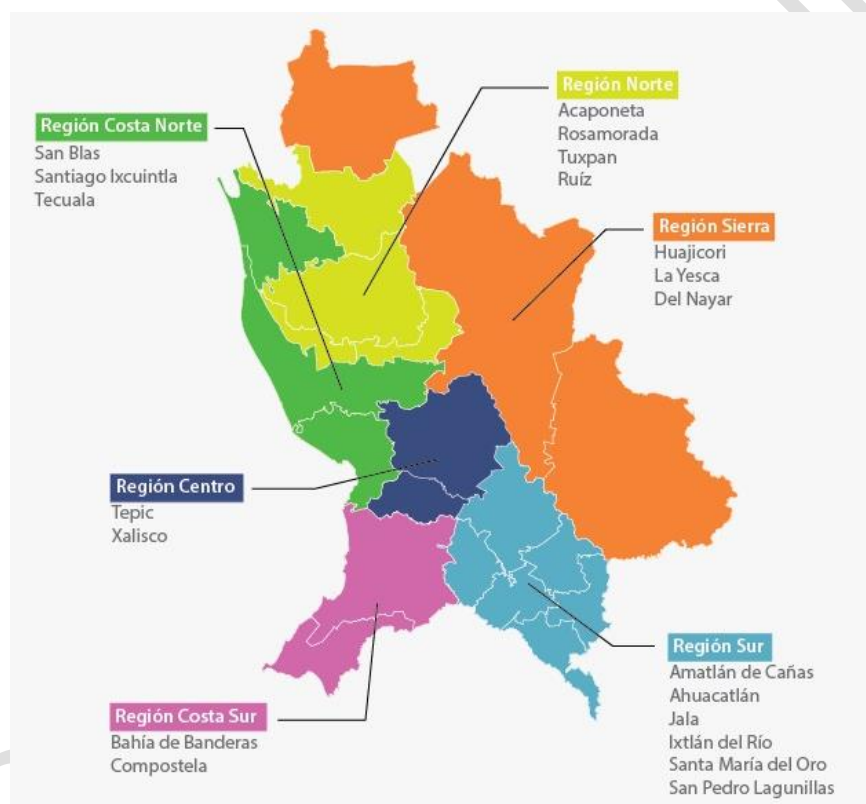 Región Norte
Acaponeta
Rosamorada
Tuxpan
Ruíz
Región Costa Norte
San Blas
Santiago Ixcuintla
Tecuala
Región Sierra
Huajicori
La Yesca
Del Nayar
Región Centro
Tepic
Xalisco
Región Sur
Amatlán de Cañas
Ahuacatlán
Jala
Ixtlán del Río
Santa María del Oro
San Pedro Lagunillas
Región Costa Sur
Bahía de Banderas
Compostela